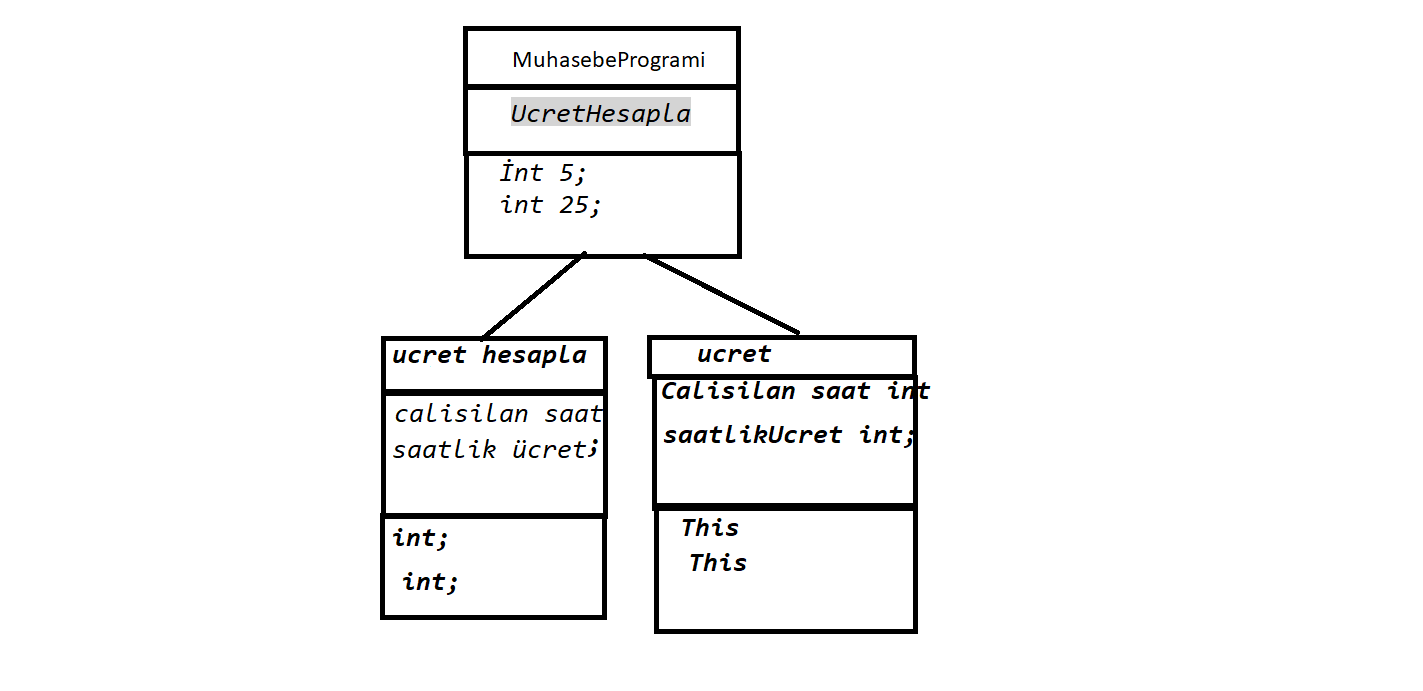 MuhasebeProgrami
UcretHesapla
İnt 5;
int 25;
ucret hesapla
calisilan saat
saatlik ücret;
int;
int;
ucret
Calisilan saat int
saatlikUcret int;
This
This